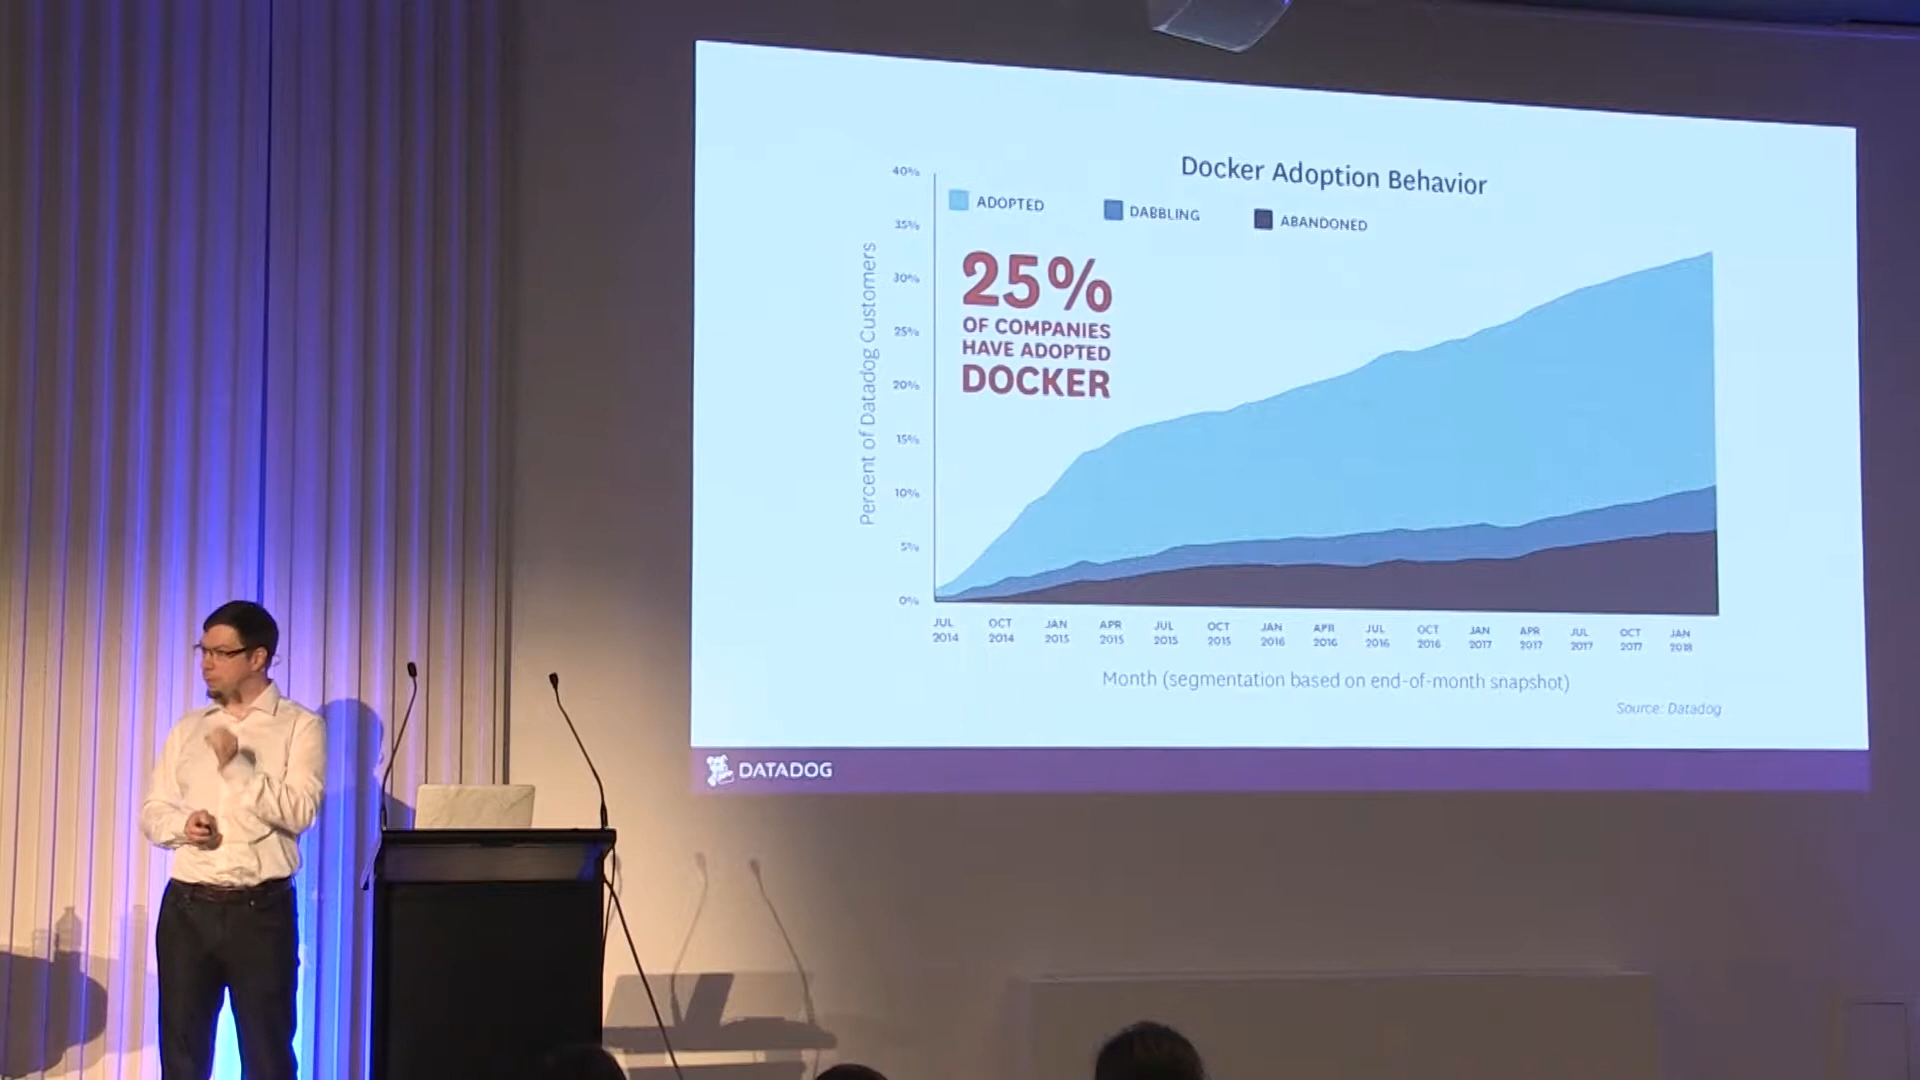 Docker Adoption Behavior
ADOPTED
DABBLING
ABANDONED
25%
OF COMPANIES
HAVE ADOPTED
DOCKER
Percent of Datadog Customers
40%
35%
30%
25%
20%
15%
10%
5%
0%
JUL 2014
OCT 2014
JAN 2015
APR 2015
JUL 2015
OCT 2015
JAN 2016
APR 2016
JUL 2016
OCT 2016
JAN 2017
APR 2017
JUL 2017
OCT 2017
JAN 2018
Month (segmentation based on end-of-month snapshot)
Source: Datadog
DATADOG